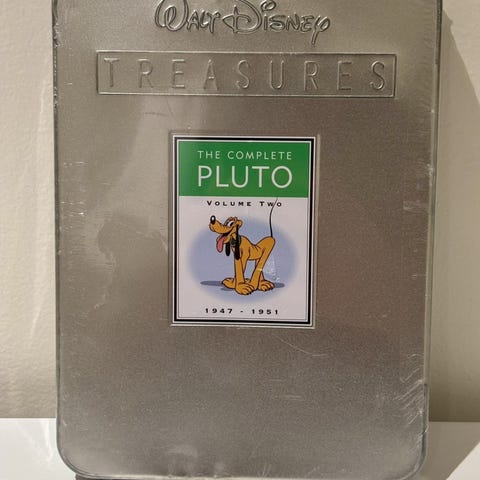 Walt Disney
TREASURES
THE COMPLETE
PLUTO
VOLUME TWO
1947 - 1951